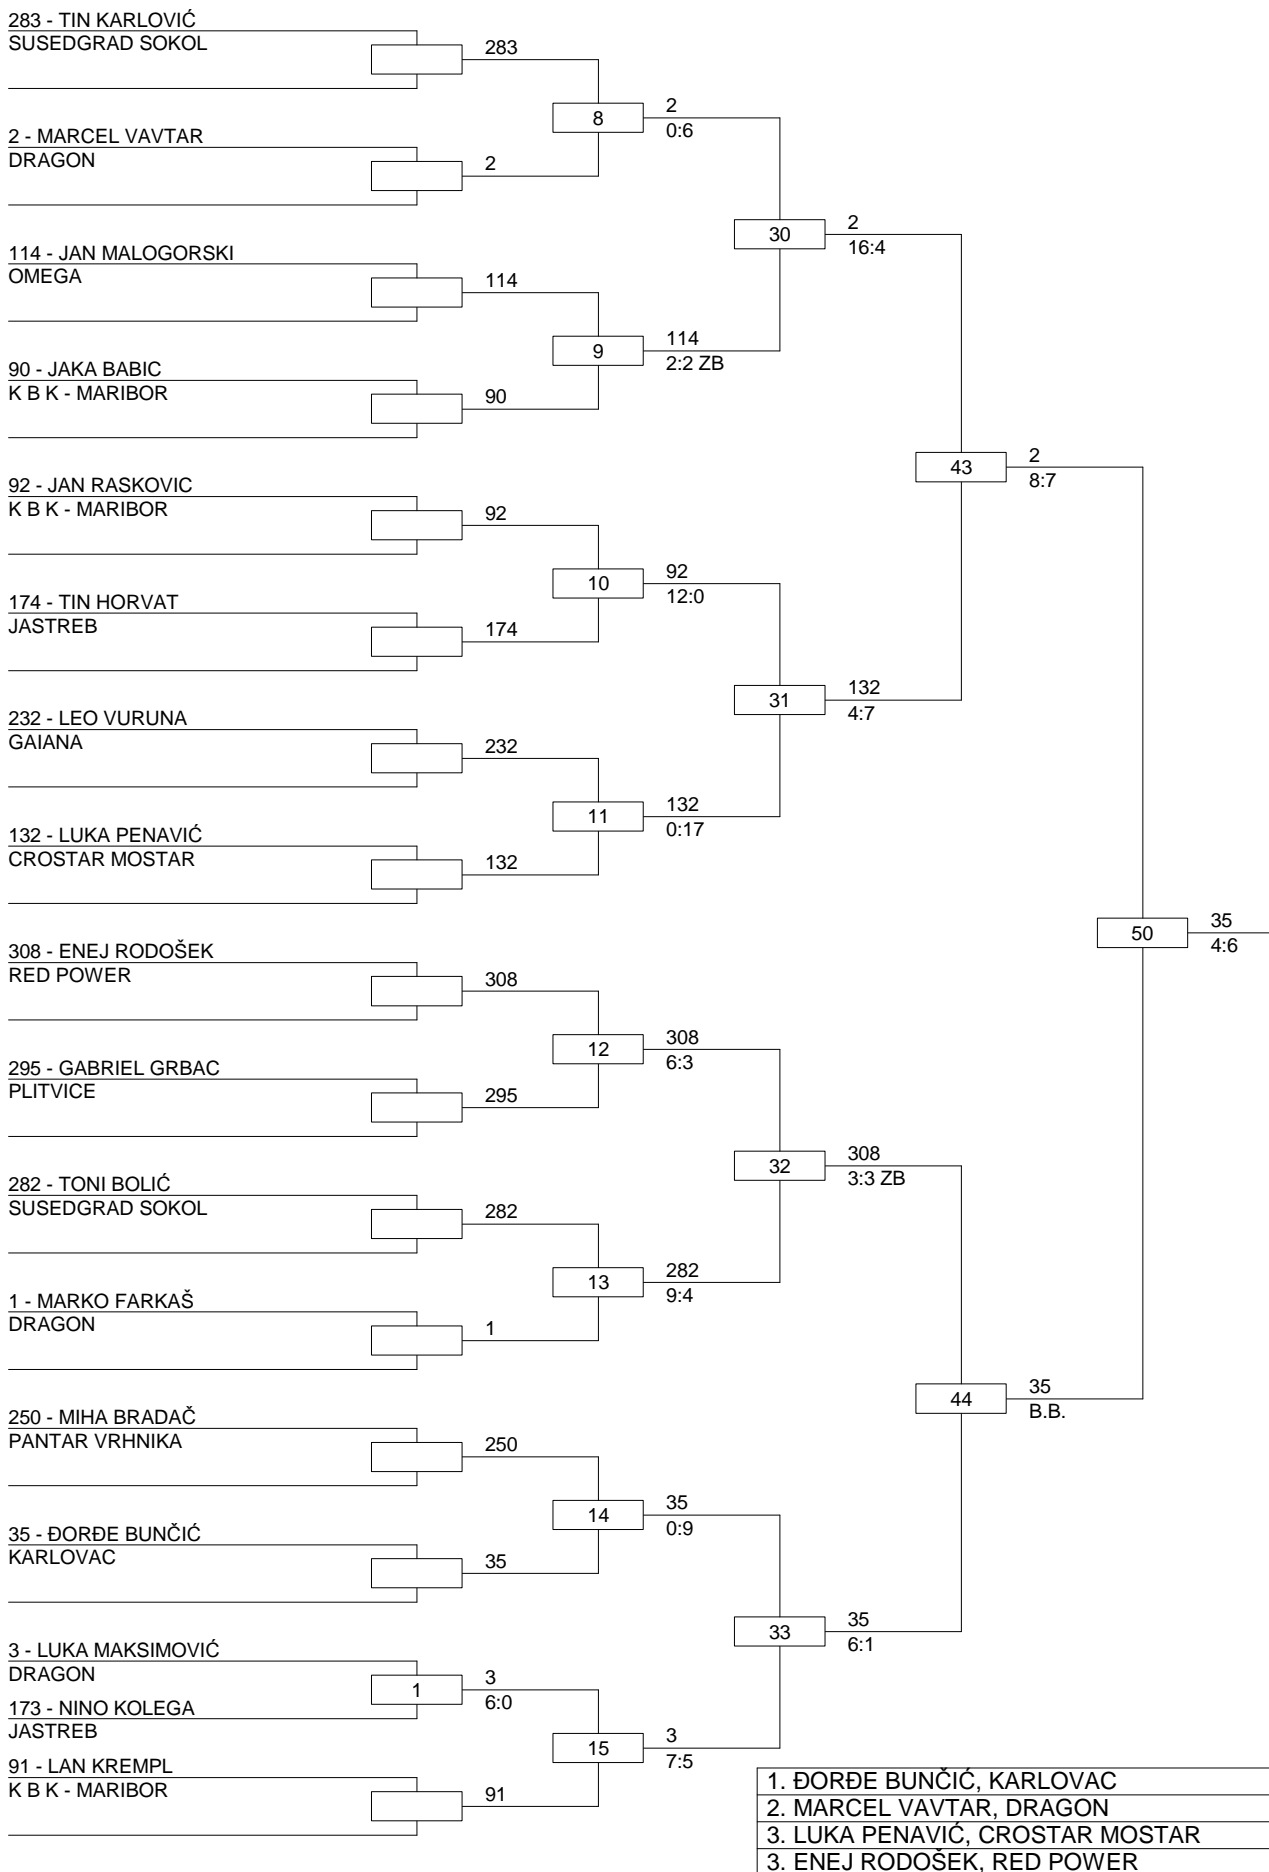 283 - TIN KARLOVIĆ
SUSEDGRAD SOKOL
283
8
2
0:6
2 - MARCEL VAVTAR
DRAGON
2
30
2
16:4
114 - JAN MALOGORSKI
OMEGA
114
9
114
2:2 ZB
90 - JAKA BABIC
K B K - MARIBOR
90
43
2
8:7
92 - JAN RASKOVIC
K B K - MARIBOR
92
10
92
12:0
174 - TIN HORVAT
JASTREB
174
31
132
4:7
232 - LEO VURUNA
GAIANA
232
11
132
0:17
132 - LUKA PENAVIĆ
CROSTAR MOSTAR
132
50
35
4:6
308 - ENEJ RODOŠEK
RED POWER
308
12
308
6:3
295 - GABRIEL GRBAC
PLITVICE
295
32
308
3:3 ZB
282 - TONI BOLIĆ
SUSEDGRAD SOKOL
282
13
282
9:4
1 - MARKO FARKAŠ
DRAGON
1
44
35
B.B.
250 - MIHA BRADAČ
PANTAR VRHNIKA
250
14
35
0:9
35 - ĐORĐE BUNČIĆ
KARLOVAC
35
33
35
6:1
3 - LUKA MAKSIMOVIĆ
DRAGON
1
3
6:0
173 - NINO KOLEGA
JASTREB
15
3
7:5
91 - LAN KREMPL
K B K - MARIBOR
91
1. ĐORĐE BUNČIĆ, KARLOVAC
2. MARCEL VAVTAR, DRAGON
3. LUKA PENAVIĆ, CROSTAR MOSTAR
3. ENEJ RODOŠEK, RED POWER